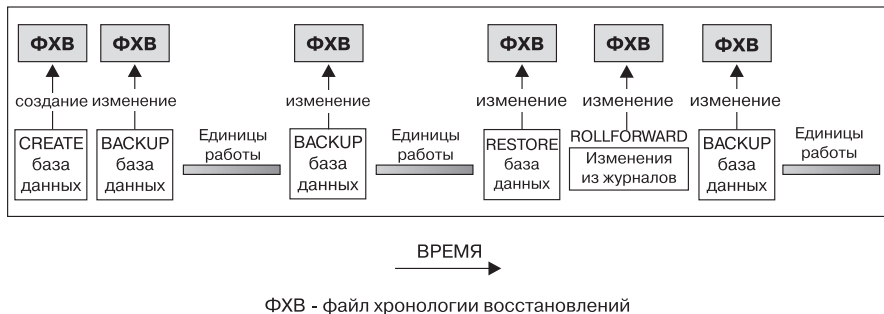 ФХВ ФХВ ФХВ ФХВ ФХВ ФХВ
создание изменение изменение изменение изменение изменение
CREATE
база
данных
BACKUP
база
данных
Единицы
работы
BACKUP
база
данных
Единицы
работы
RESTORE
база
данных
ROLLFORWARD
Изменения
из журналов
BACKUP
база
данных
Единицы
работы
ВРЕМЯ
ФХВ - файл хронологии восстановлений